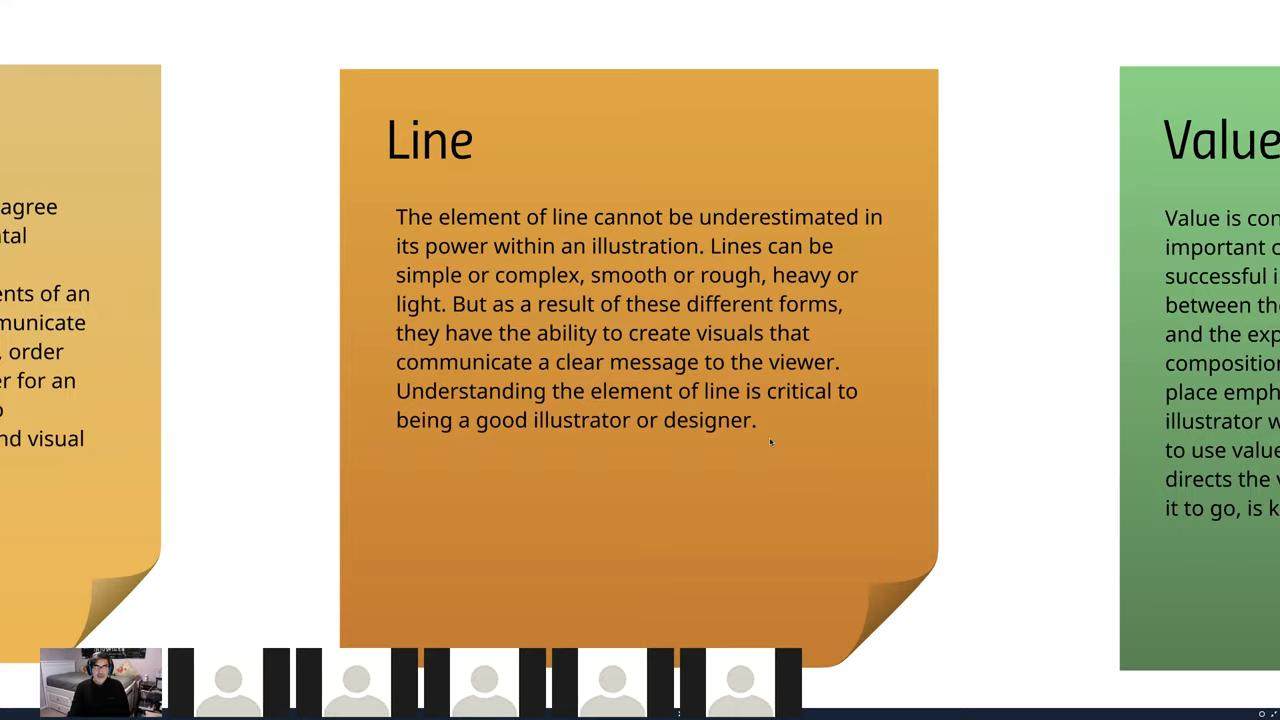 agree
ents of an
municate
, order
er for an
nd visual
Line
The element of line cannot be underestimated in
its power within an illustration. Lines can be
simple or complex, smooth or rough, heavy or
light. But as a result of these different forms,
they have the ability to create visuals that
communicate a clear message to the viewer.
Understanding the element of line is critical to
being a good illustrator or designer.
Value
Value is con
important c
successful i
between the
and the exp
composition
place emph
illustrator w
to use value
directs the v
it to go, is k